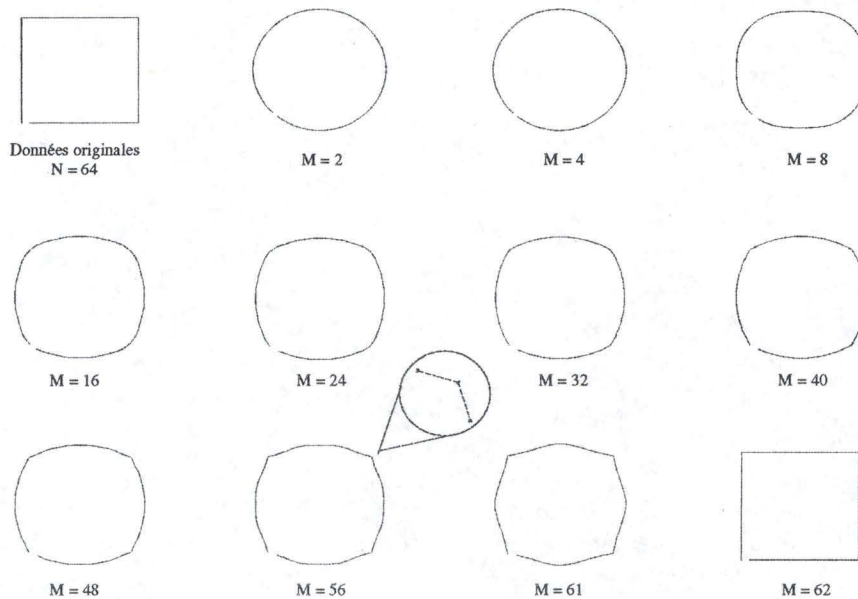 Données originales
N = 64
M = 2
M = 4
M = 8
M = 16
M = 24
M = 32
M = 40
M = 48
M = 56
M = 61
M = 62